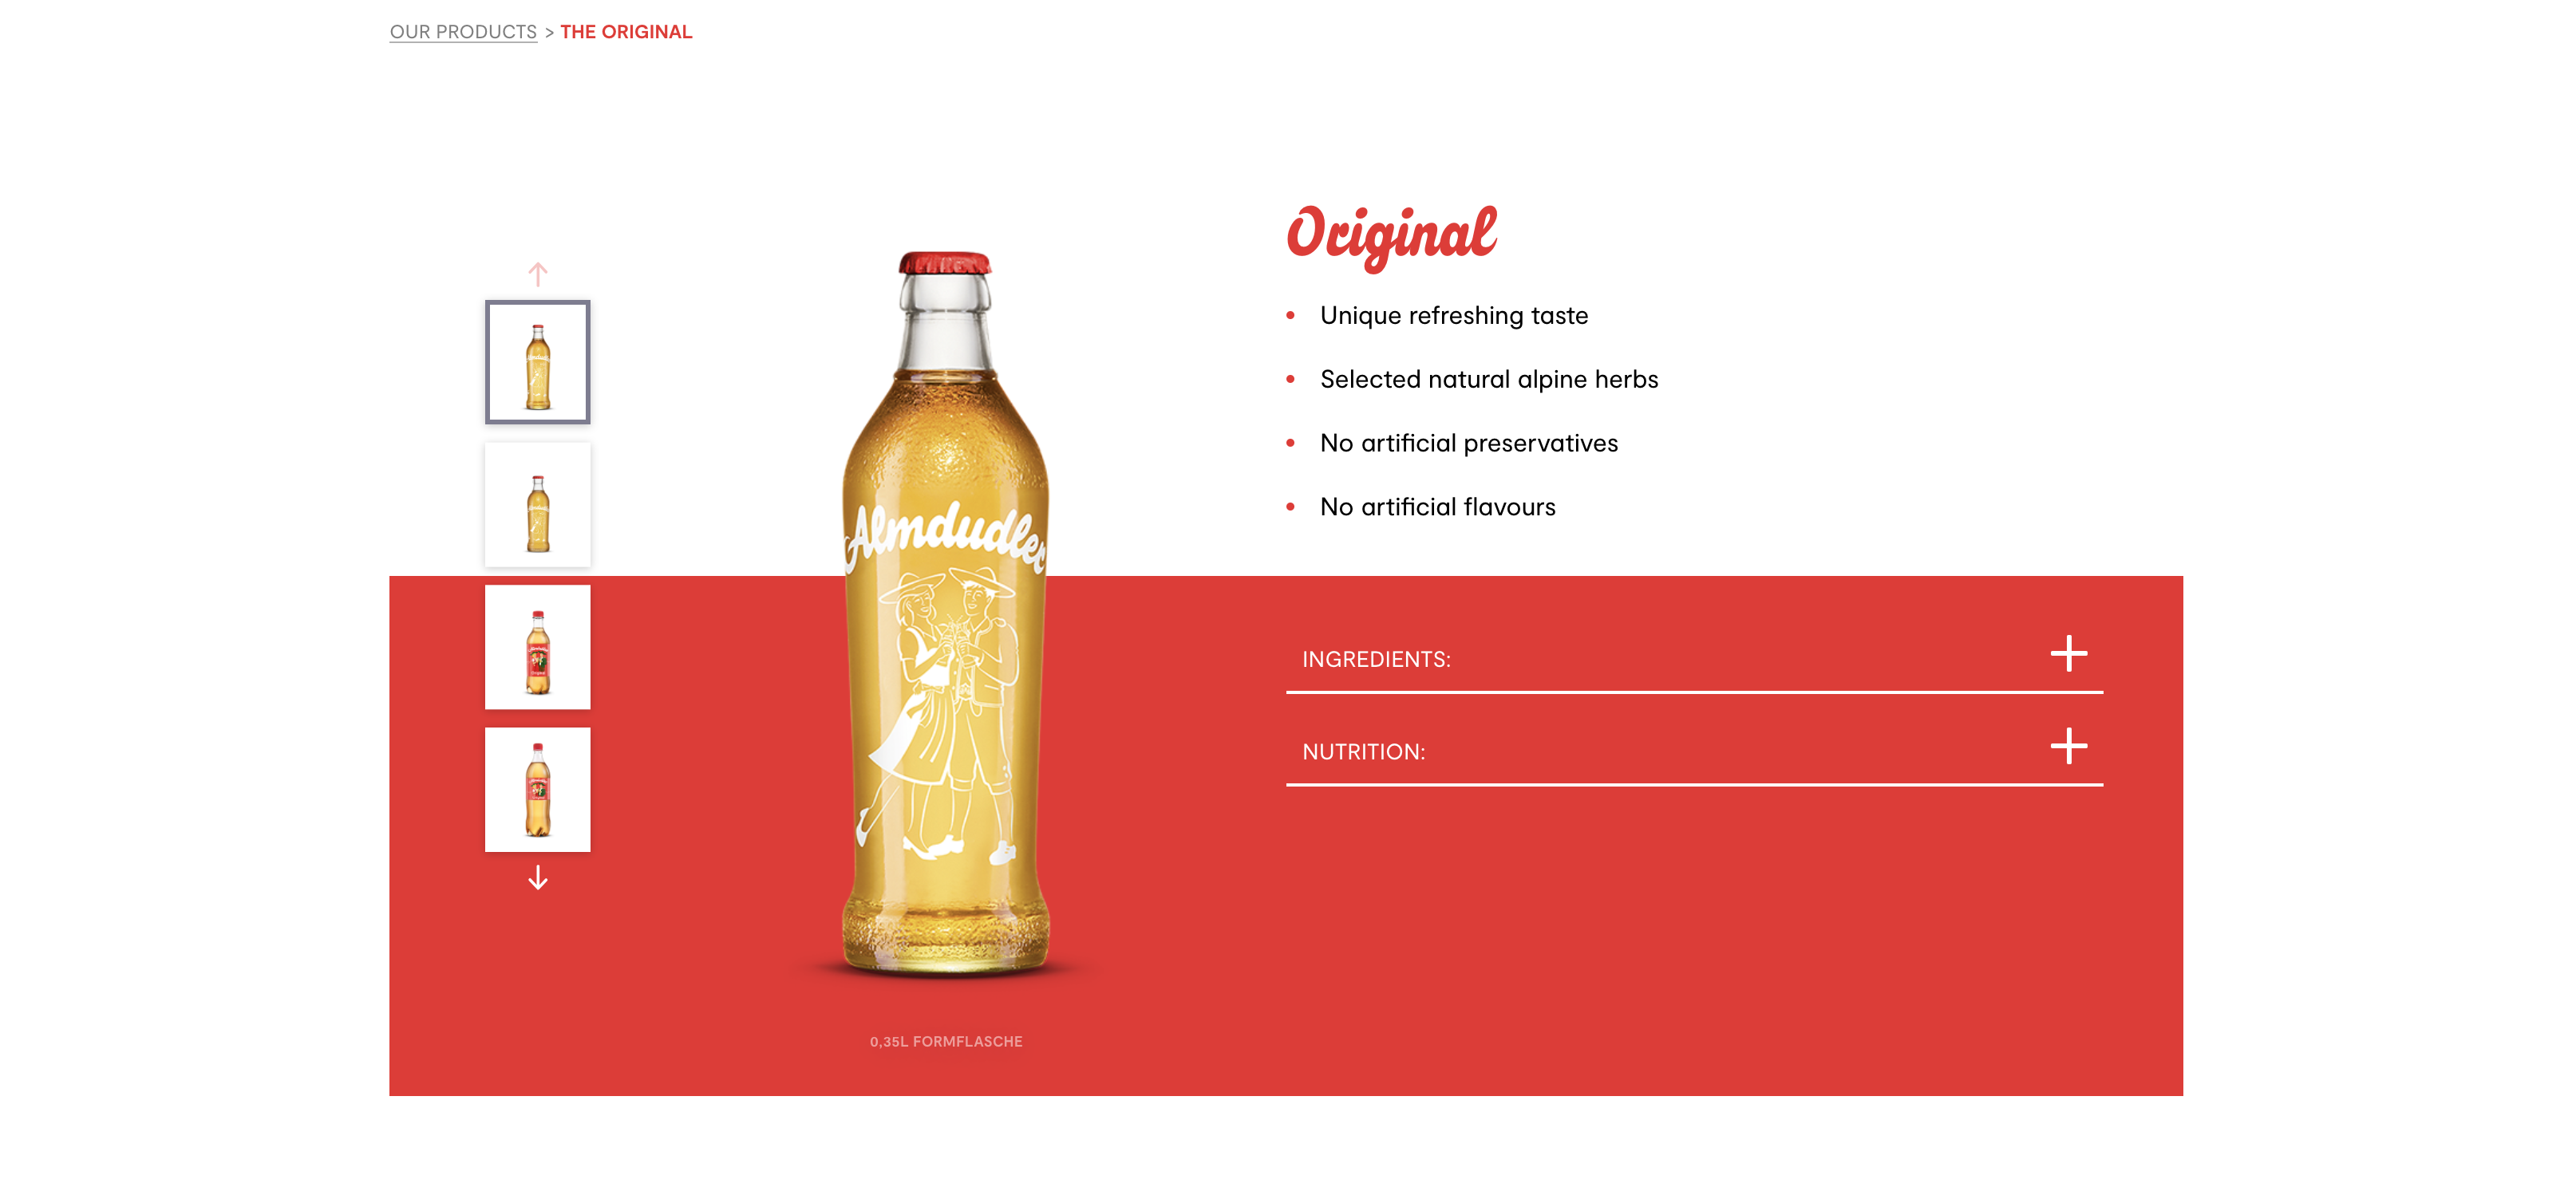 OUR PRODUCTS > THE ORIGINAL
Original
• Unique refreshing taste
• Selected natural alpine herbs
• No artificial preservatives
• No artificial flavours
Almdudler
INGREDIENTS:
NUTRITION:
0,35L FORMFLASCHE